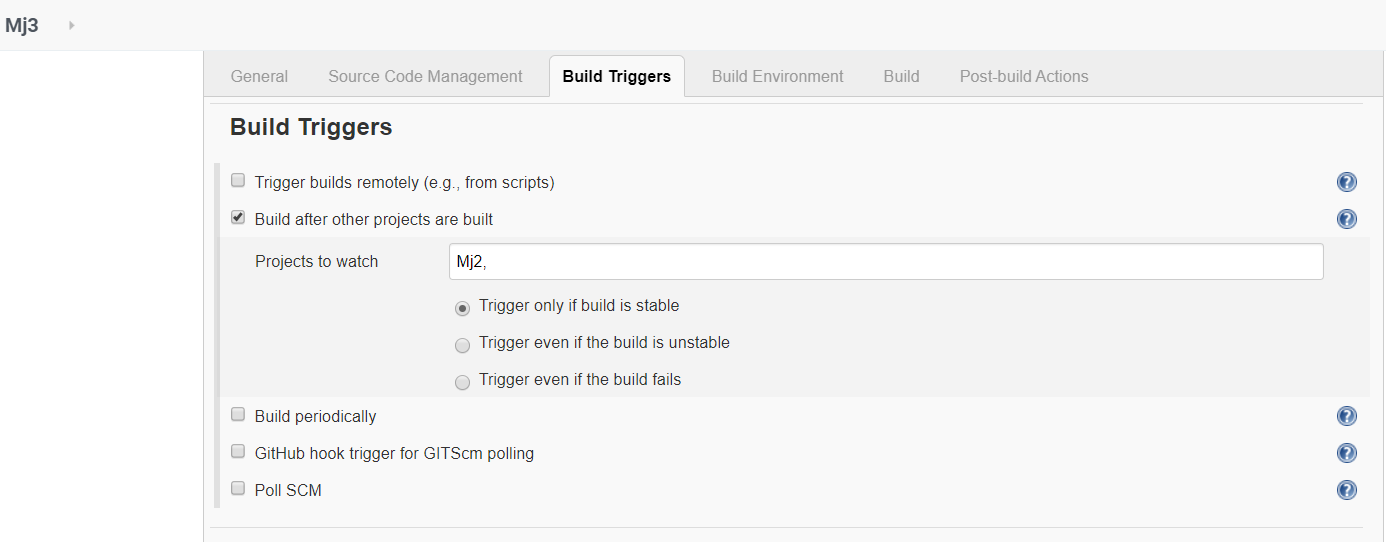 Mj3
General Source Code Management Build Triggers Build Environment Build Post-build Actions
Build Triggers
Trigger builds remotely (e.g., from scripts)
Build after other projects are built
Projects to watch Mj2,
Trigger only if build is stable
Trigger even if the build is unstable
Trigger even if the build fails
Build periodically
GitHub hook trigger for GITScm polling
Poll SCM